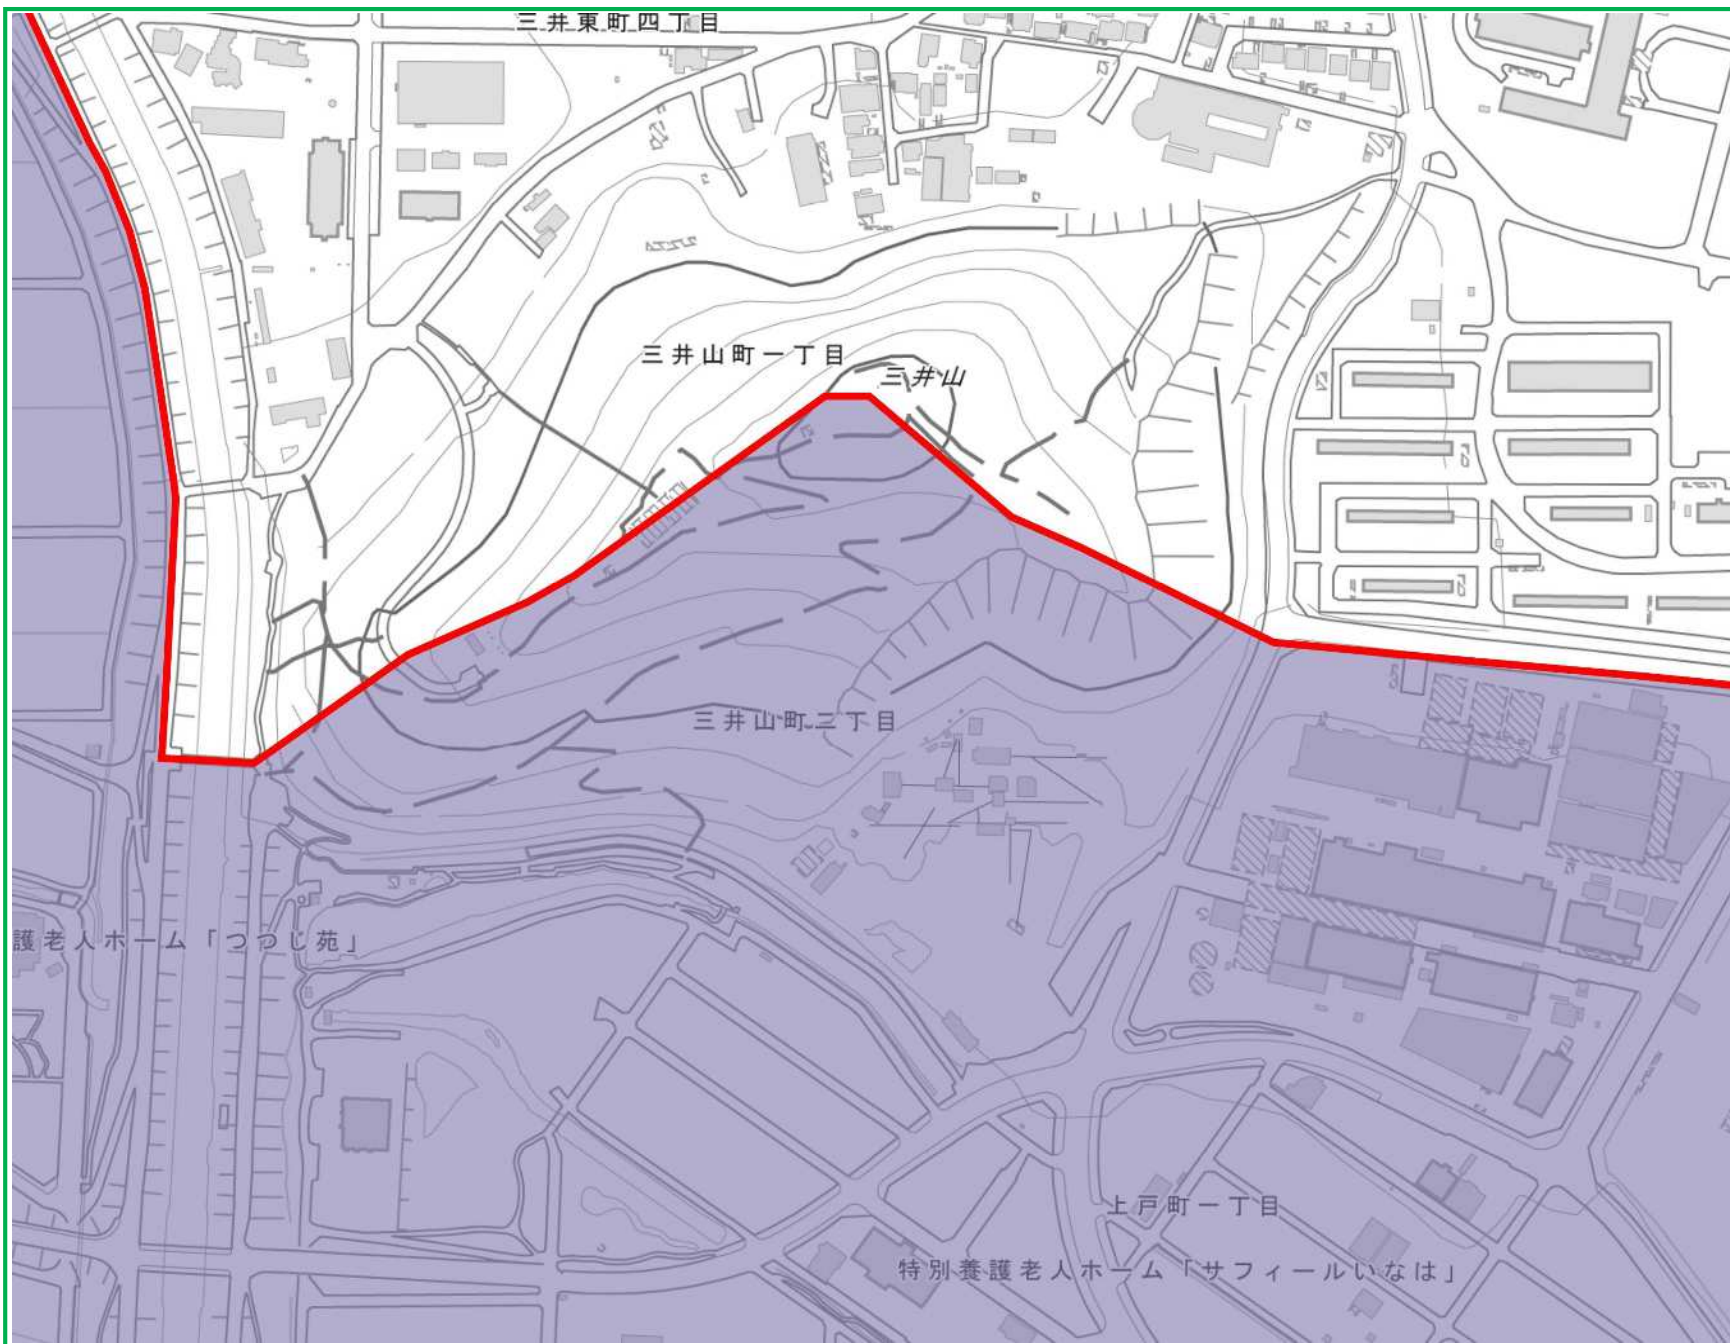 三井東町四丁目
三井山町一丁目
三井山
三井山町二丁目
護老人ホーム「つつじ苑」
上戸町一丁目
特別養護老人ホーム「サフィールいなは」